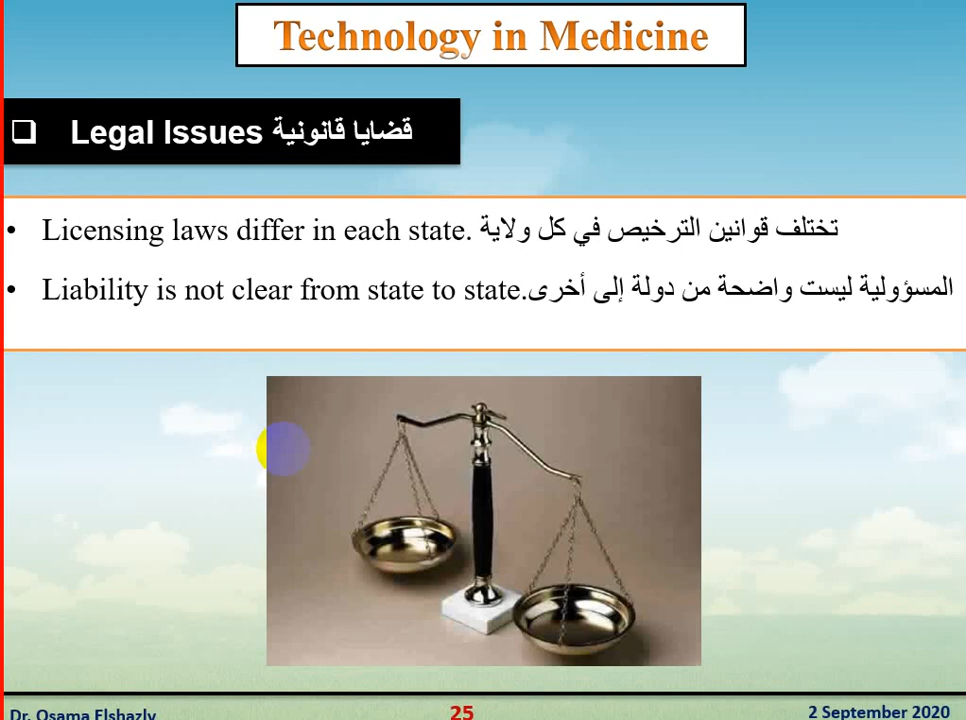 Technology in Medicine
❑ Legal Issues قضايا قانونية
• Licensing laws differ in each state. تختلف قوانين الترخيص في كل ولاية
• Liability is not clear from state to state.المسؤولية ليست واضحة من دولة إلى أخرى
Dr. Osama Elshazly 25 2 September 2020